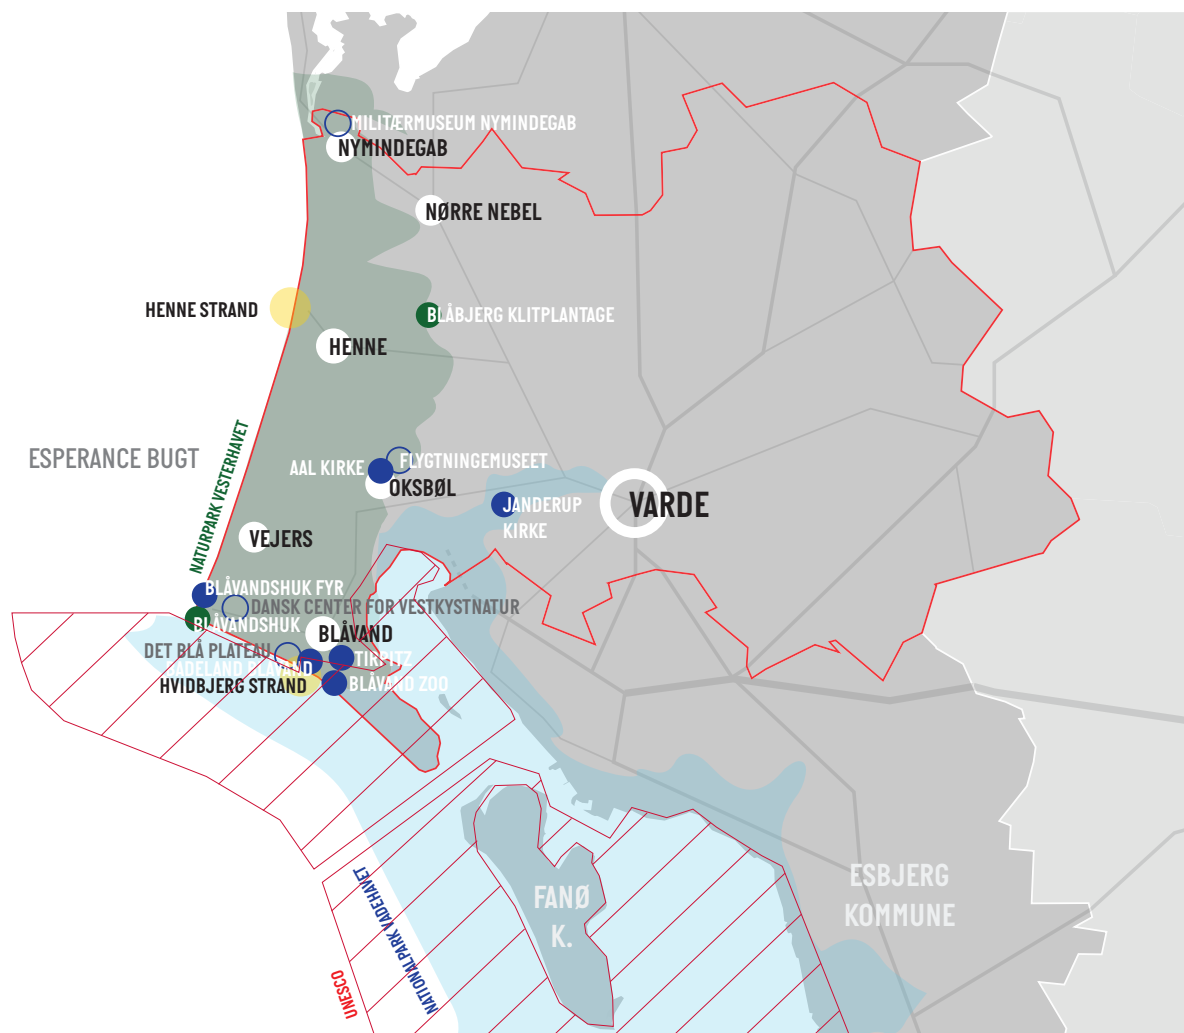 MILITÆRMUSEUM NYMINDEGAB
NYMINDEGAB
NØRRE NEBEL
HENNE STRAND
BLÅBJERG KLITPLANTAGE
HENNE
NATURPARK VESTERHAVET
ESPERANCE BUGT
FLYGTNINGEMUSEET
AAL KIRKE
OKSBØL
JANDERUP
KIRKE
VARDE
VEJERS
BLÅVANDSHUK FYR
DANSK CENTER FOR VESTKYSTNATUR
BLÅVANDSHUK
BLÅVAND
DET BLÅ PLATEAU
TIRPITZ
BLÅVAND
HVIDBJERG STRAND
BLÅVAND ZOO
FANØ
K.
ESBJERG
KOMMUNE
NATIONALPARK VADEHAVET
UNESCO